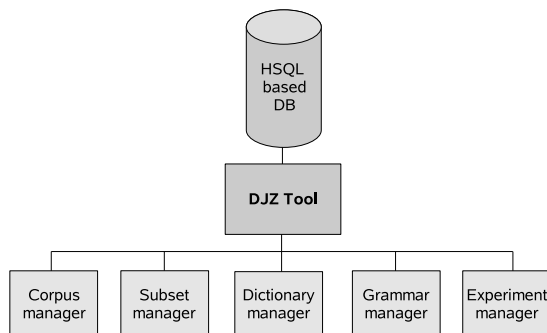 HSQL
based
DB
DJZ Tool
Corpus
manager
Subset
manager
Dictionary
manager
Grammar
manager
Experiment
manager